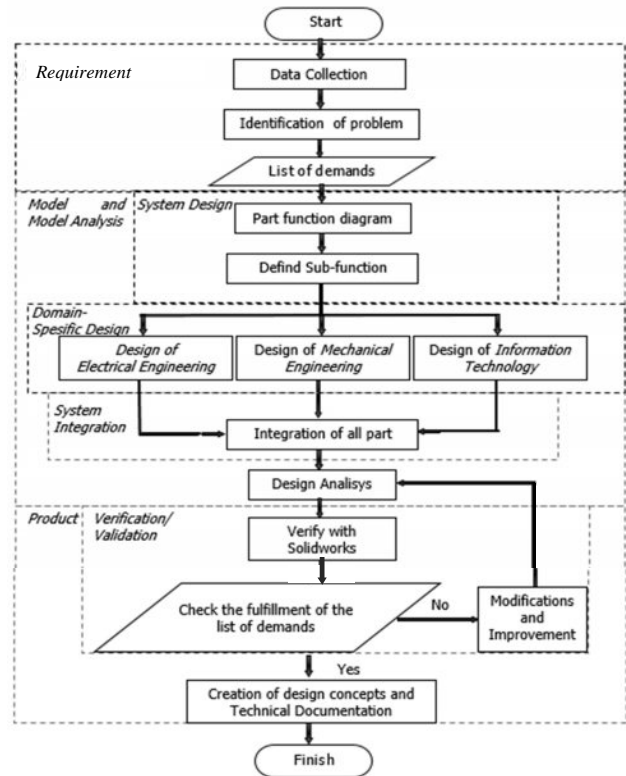 Start
Requirement
Data Collection
Identification of problem
List of demands
Model and
Model Analysis
System Design
Part function diagram
Defind Sub-function
Domain-
Spesific Design
Design of
Electrical Engineering
Design of Mechanical
Engineering
Design of Information
Technology
System
Integration
Integration of all part
Design Analisys
Product
Verification/
Validation
Verify with
Solidworks
Check the fulfillment of the
list of demands
No
Modifications
and
Improvement
Yes
Creation of design concepts and
Technical Documentation
Finish